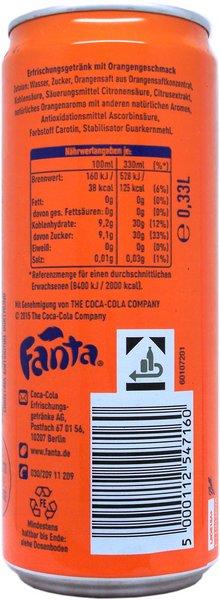 Erfrischungsgetränk mit Orangengeschmack
Zutaten: Wasser, Zucker, Orangensaft aus Orangensaftkonzentrat,
Kohlensäure, Säuerungsmittel Citronensäure, Citrusextrakt,
natürliches Orangenaroma mit anderen natürlichen Aromen,
Antioxidationsmittel Ascorbinsäure,
Farbstoff Carotin, Stabilisator Guarkernmehl.
Nährwertangaben je:
100ml 330ml (%*)
Brennwert: 160 kJ / 528 kJ /
38 kcal 125 kcal (6%)
Fett: 0g 0g (0%)
davon ges. Fettsäuren: 0g 0g (0%)
Kohlenhydrate: 9,2g 30g (12%)
davon Zucker: 9,1g 30g (33%)
Eiweiß: 0g 0g (0%)
Salz: 0,01g 0,03g (1%)
*Referenzmenge für einen durchschnittlichen
Erwachsenen (8400 kJ / 2000 kcal).
e 0,33L
Mit Genehmigung von THE COCA-COLA COMPANY
© 2015 The Coca-Cola Company
Fanta®
60107201
Coca-Cola
Erfrischungs-
getränke AG,
Postfach 67 01 56,
10207 Berlin
www.fanta.de
030/209 11 209
FE
Mindestens
haltbar bis Ende:
siehe Dosenboden
5 000112 547160